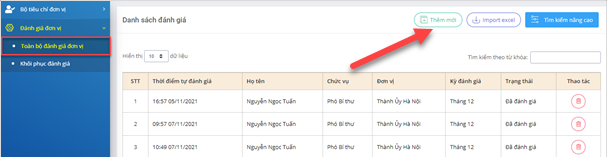 Bộ tiêu chí đơn vị
Đánh giá đơn vị
Toàn bộ đánh giá đơn vị
Khôi phục đánh giá
Danh sách đánh giá
Thêm mới
Import excel
Tìm kiếm nâng cao
Hiển thị 10 dữ liệu
Tìm kiếm theo từ khóa:
STT Thời điểm tự đánh giá Họ tên Chức vụ Đơn vị Kỳ đánh giá Trạng thái Thao tác
1 16:57 05/11/2021 Nguyễn Ngọc Tuấn Phó Bí thư Thành Ủy Hà Nội Tháng 12 Đã đánh giá
2 09:57 07/11/2021 Nguyễn Ngọc Tuấn Phó Bí thư Thành Ủy Hà Nội Tháng 12 Đã đánh giá
3 10:49 07/11/2021 Nguyễn Ngọc Tuấn Phó Bí thư Thành Ủy Hà Nội Tháng 12 Đã đánh giá